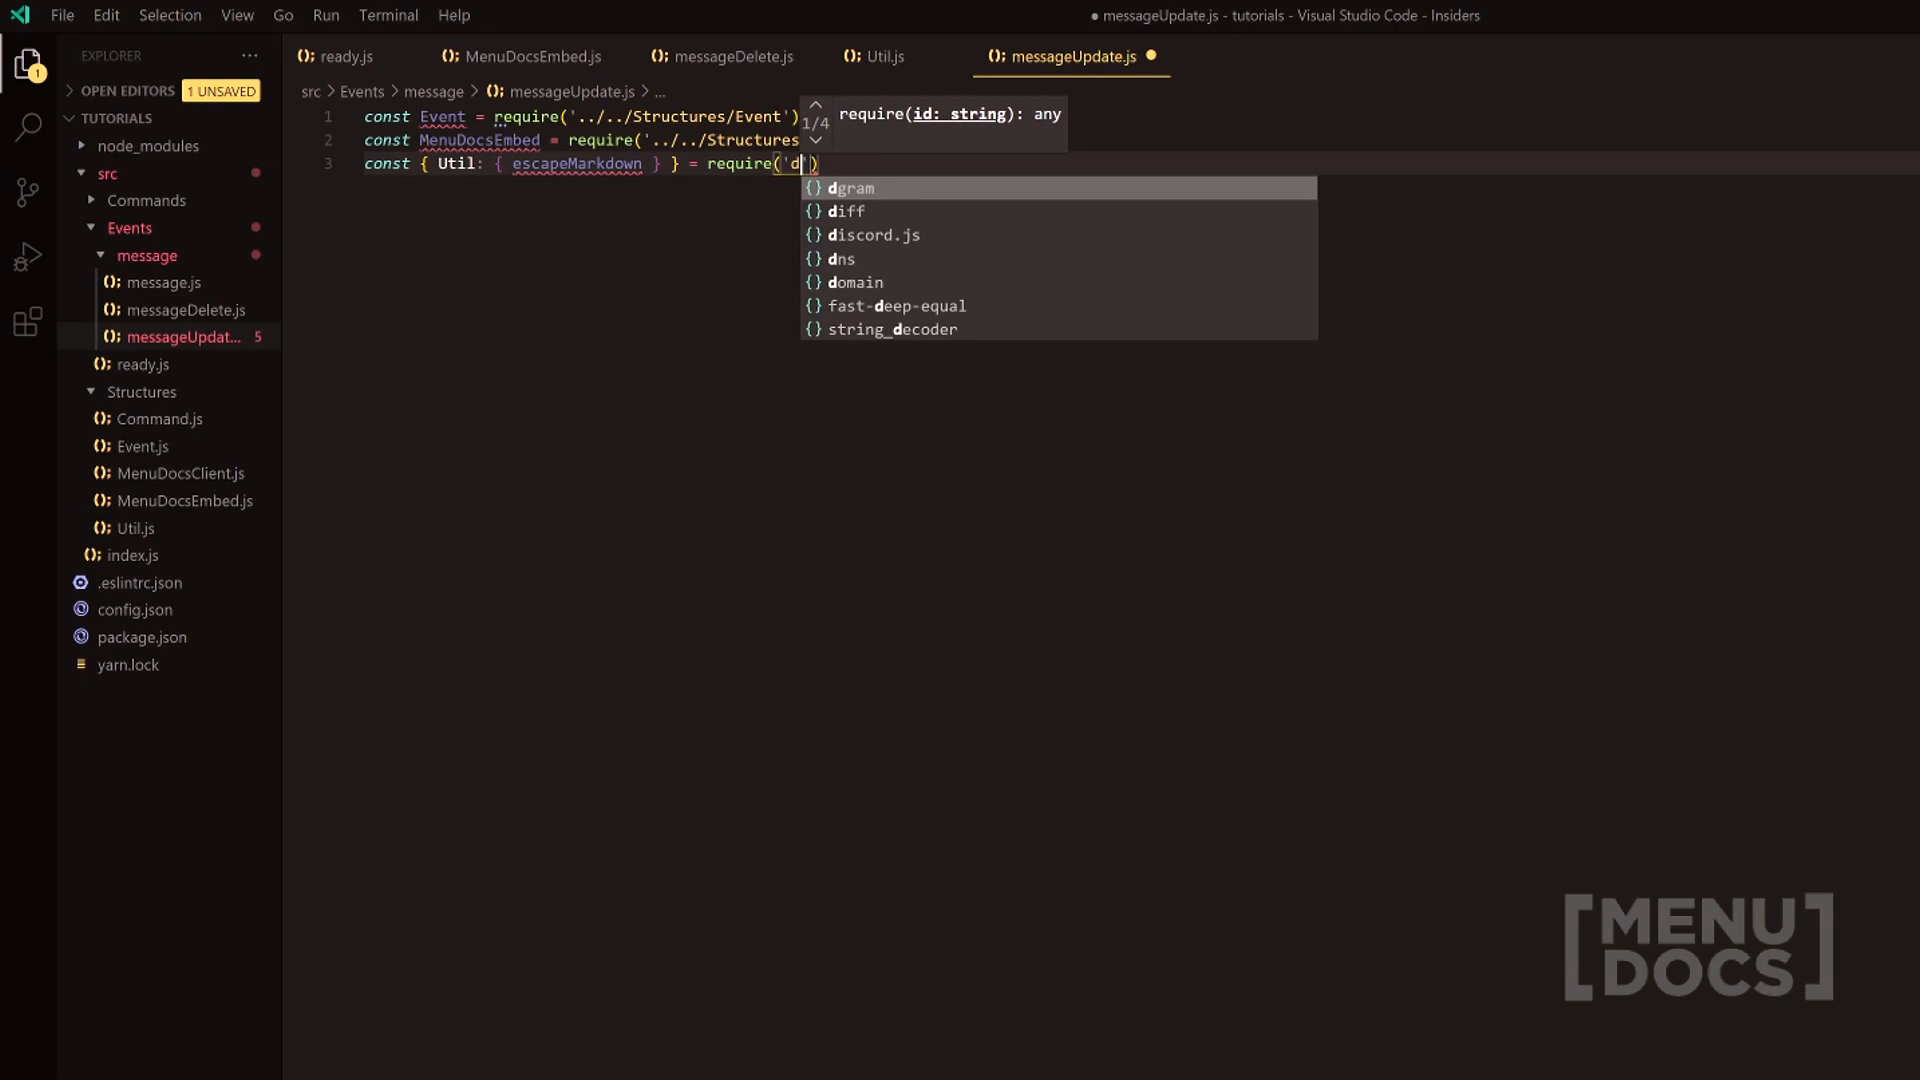 File Edit Selection View Go Run Terminal Help
● messageUpdate.js - tutorials - Visual Studio Code - Insiders
1
EXPLORER ...
ready.js MenuDocsEmbed.js messageDelete.js Util.js messageUpdate.js
OPEN EDITORS 1 UNSAVED
src > Events > message > messageUpdate.js > ...
TUTORIALS
node_modules
src
Commands
Events
message
message.js
messageDelete.js
messageUpdat... 5
ready.js
Structures
Command.js
Event.js
MenuDocsClient.js
MenuDocsEmbed.js
Util.js
index.js
.eslintrc.json
config.json
package.json
yarn.lock
1 const Event = require('../../Structures/Event')
2 const MenuDocsEmbed = require('../../Structures
3 const { Util: { escapeMarkdown } } = require('d')
1/4 require(id: string): any
dgram
diff
discord.js
dns
domain
fast-deep-equal
string_decoder
[MENU
DOCS]